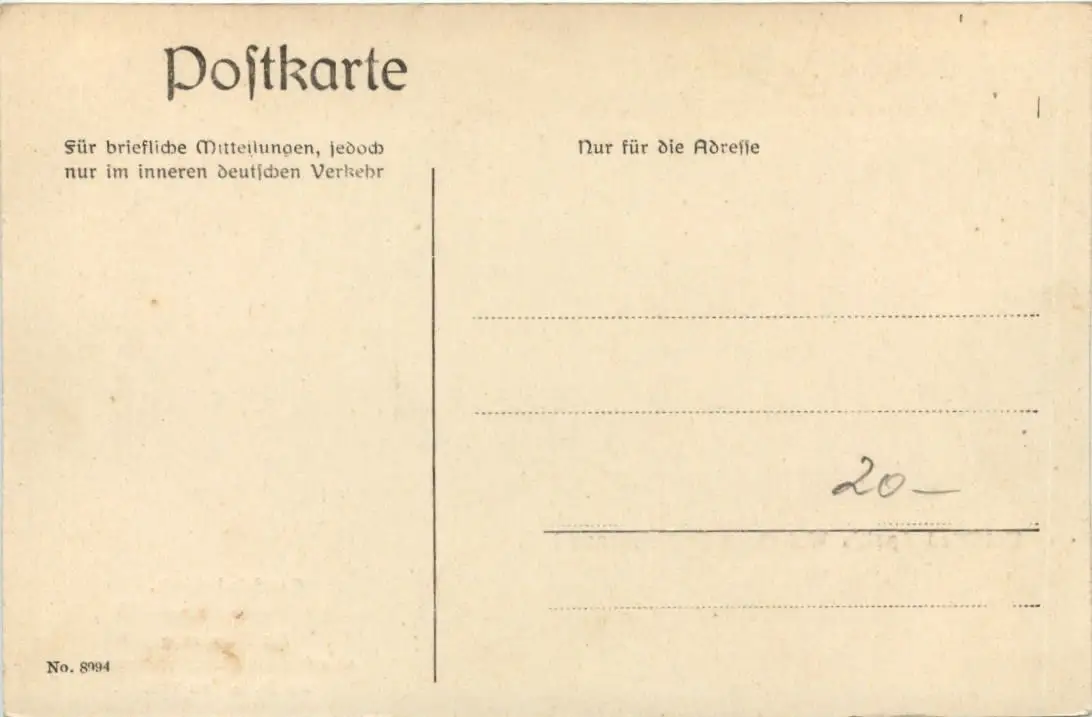 Poſtkarte
Für briefliche Mitteilungen, jedoch
nur im inneren deutſchen Verkehr
Nur für die Adreſſe
20—
No. 8994